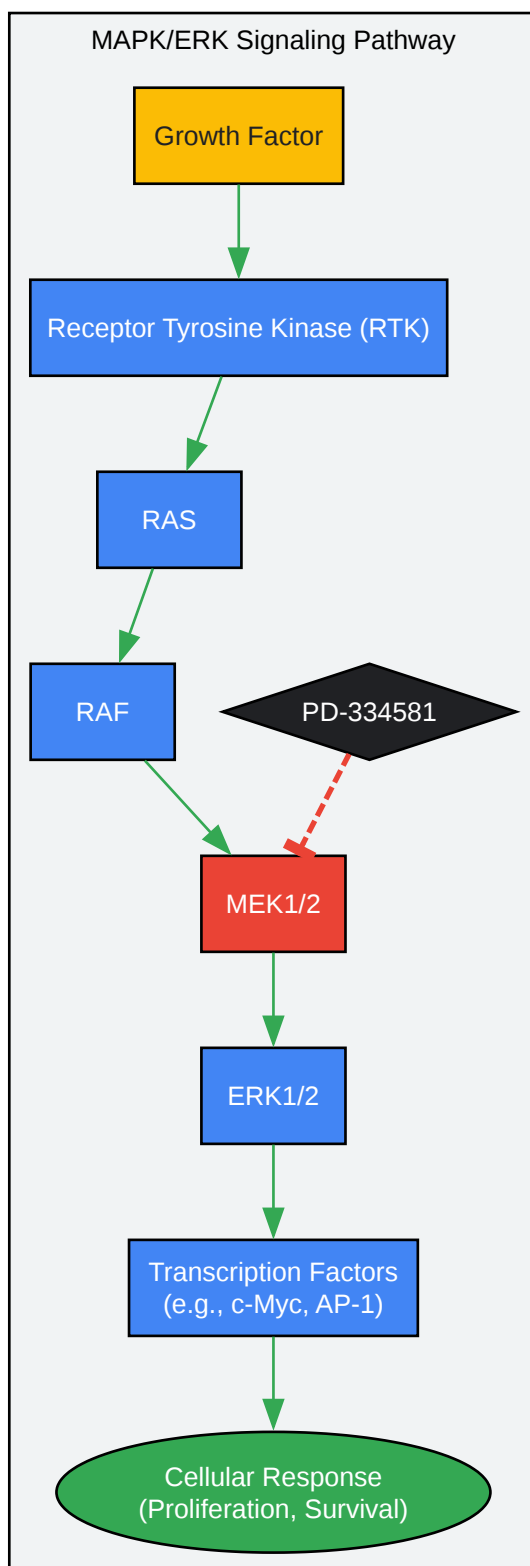 MAPK/ERK Signaling Pathway
Growth Factor
Receptor Tyrosine Kinase (RTK)
RAS
RAF
PD-334581
MEK1/2
ERK1/2
Transcription Factors
(e.g., c-Myc, AP-1)
Cellular Response
(Proliferation, Survival)